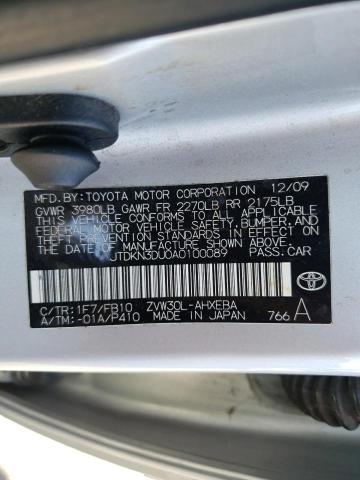 MFD. BY: TOYOTA MOTOR CORPORATION 12/09
GVWR 3980LB GAWR FR 2270LB RR 2175LB
THIS VEHICLE CONFORMS TO ALL APPLICABLE
FEDERAL MOTOR VEHICLE SAFETY, BUMPER, AND
THEFT PREVENTION STANDARDS IN EFFECT ON
THE DATE OF MANUFACTURE SHOWN ABOVE.
JTDKN3DU0A0100089 PASS.CAR
C/TR:1F7/FB10 ZVW30L-AHXEBA
A/TM:-01A/P410 MADE IN JAPAN 766 A